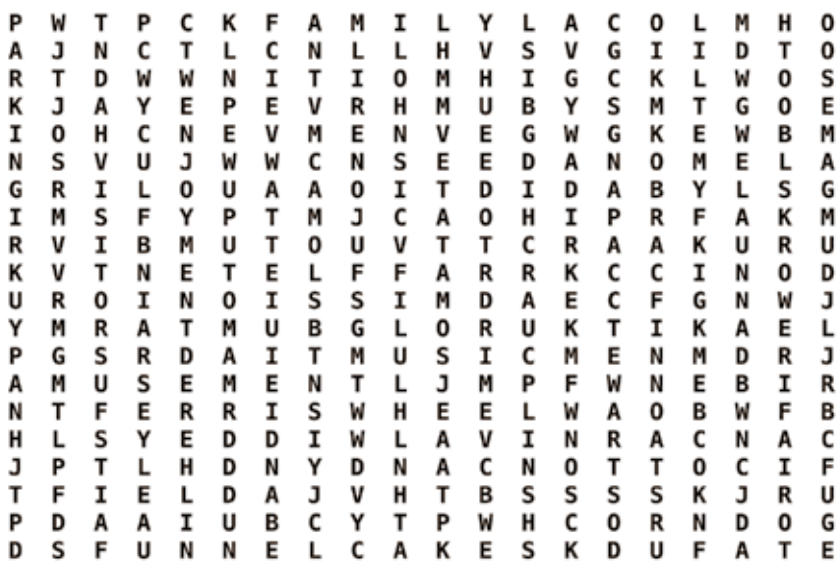 P W T P C K F A M I L Y L A C O L M H O
A J N C T L C N L L H V S V G I I D T O
R T D W W N I T I O M H I G C K L W O S
K J A Y E P E V R H M U B Y S M T G O E
I O H C N E V M E N V E G W G K E W B M
N S V U J W W C N S E E D A N O M E L A
G R I L O U A A O I T D I D A B Y L S G
I M S F Y P T M J C A O H I P R F A K M
R V I B M U T O U V T T C R A A K U R U
K V T N E T E L F F A R R K C C I N O D
U R O I N O I S S I M D A E C F G N W J
Y M R A T M U B G L O R U K T I K A E L
P G S R D A I T M U S I C M E N M D R J
A M U S E M E N T L J M P F W N E B I R
N T F E R R I S W H E E L W A O B W F B
H L S Y E D D I W L A V I N R A C N A C
J P T L H D N Y D N A C N O T T O C I F
T F I E L D A J V H T B S S S S K J R U
P D A A I U B C Y T P W H C O R N D O G
D S F U N N E L C A K E S K D U F A T E